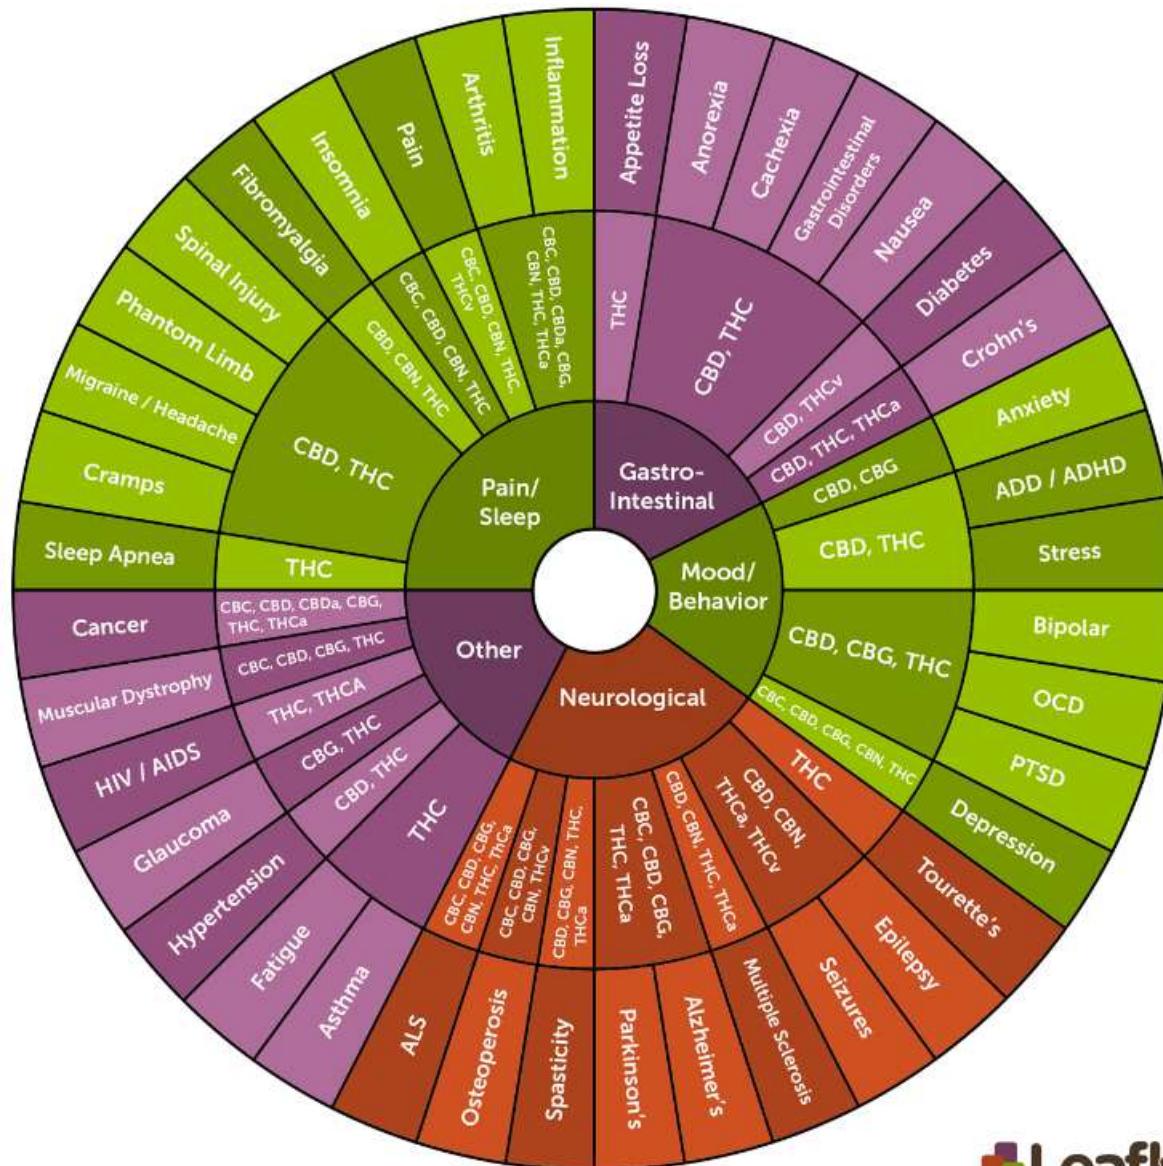 Inflammation
Arthritis
Pain
Insomnia
Fibromyalgia
Spinal Injury
Phantom Limb
Migraine / Headache
Cramps
Sleep Apnea
CBC, CBD, CBDa, CBG,
CBN, THC, THCa
CBC, CBD, CBN, THC,
THCv
CBC, CBD, CBN, THC
CBD, CBN, THC
CBD, THC
THC
Pain/
Sleep
Appetite Loss
Anorexia
Cachexia
Gastrointestinal
Disorders
Nausea
Diabetes
Crohn's
THC
CBD, THC
CBD, THCv
CBD, THC, THCa
Gastro-
Intestinal
Anxiety
ADD / ADHD
Stress
Bipolar
OCD
PTSD
Depression
CBD, CBG
CBD, THC
CBD, CBG, THC
CBC, CBD, CBG, CBN, THC
Mood/
Behavior
Tourette's
Epilepsy
Seizures
Multiple Sclerosis
Alzheimer's
Parkinson's
Spasticity
Osteoperosis
ALS
THC
CBD, CBN,
THCa, THCv
CBD, CBN, THC, THCa
CBC, CBD, CBG,
THC, THCa
CBD, CBG, CBN, THC,
THCa
CBC, CBD, CBG,
CBN, THCv
CBC, CBD, CBG,
CBN, THC, THCa
Neurological
Cancer
Muscular Dystrophy
HIV / AIDS
Glaucoma
Hypertension
Fatigue
Asthma
CBC, CBD, CBDa, CBG,
THC, THCa
CBC, CBD, CBG, THC
THC, THCA
CBG, THC
CBD, THC
THC
Other